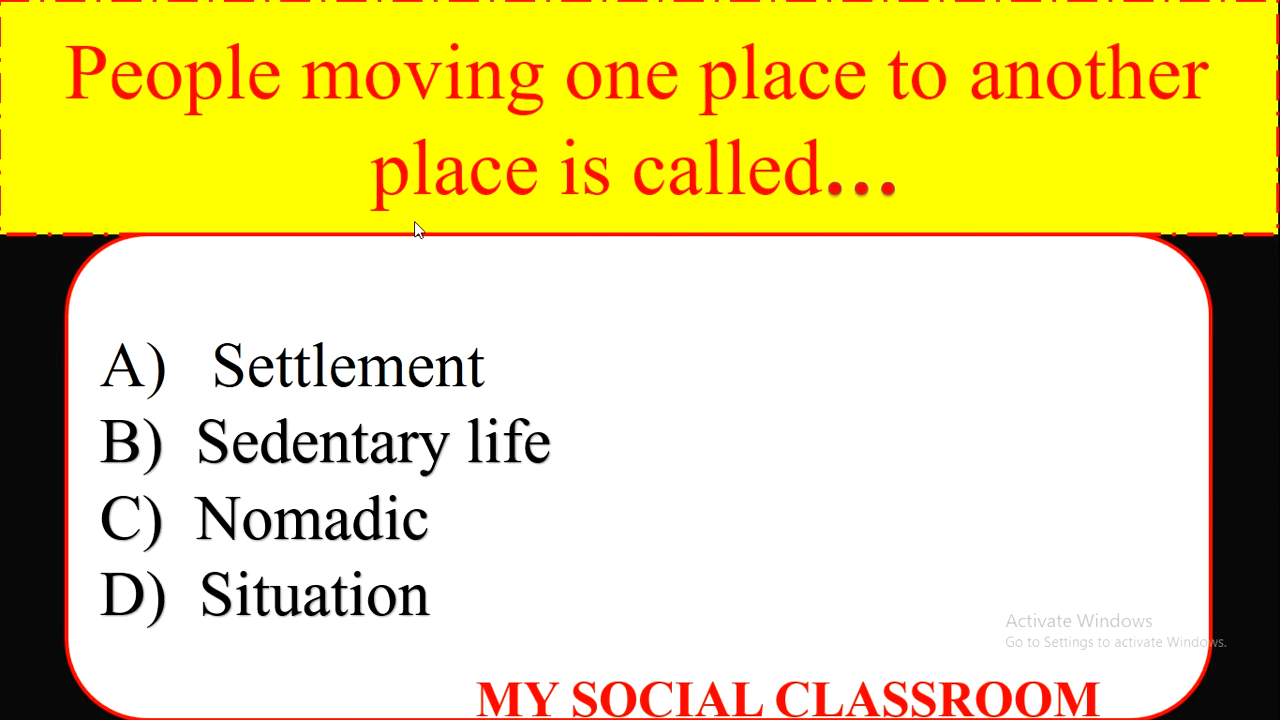 People moving one place to another
place is called...
A) Settlement
B) Sedentary life
C) Nomadic
D) Situation
Activate Windows
Go to Settings to activate Windows.
MY SOCIAL CLASSROOM